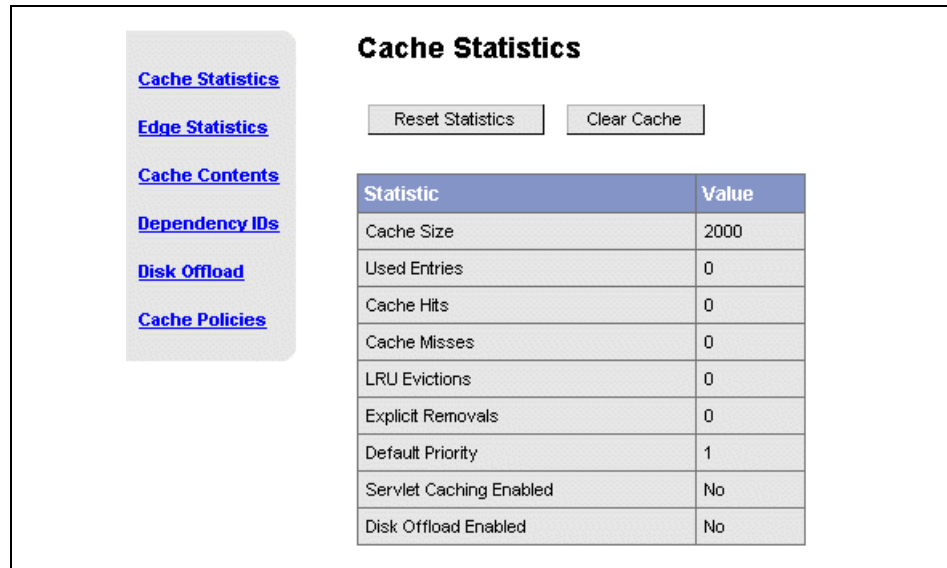 Cache Statistics
Edge Statistics
Cache Contents
Dependency IDs
Disk Offload
Cache Policies
Cache Statistics
Reset Statistics Clear Cache
Statistic Value
Cache Size 2000
Used Entries 0
Cache Hits 0
Cache Misses 0
LRU Evictions 0
Explicit Removals 0
Default Priority 1
Servlet Caching Enabled No
Disk Offload Enabled No